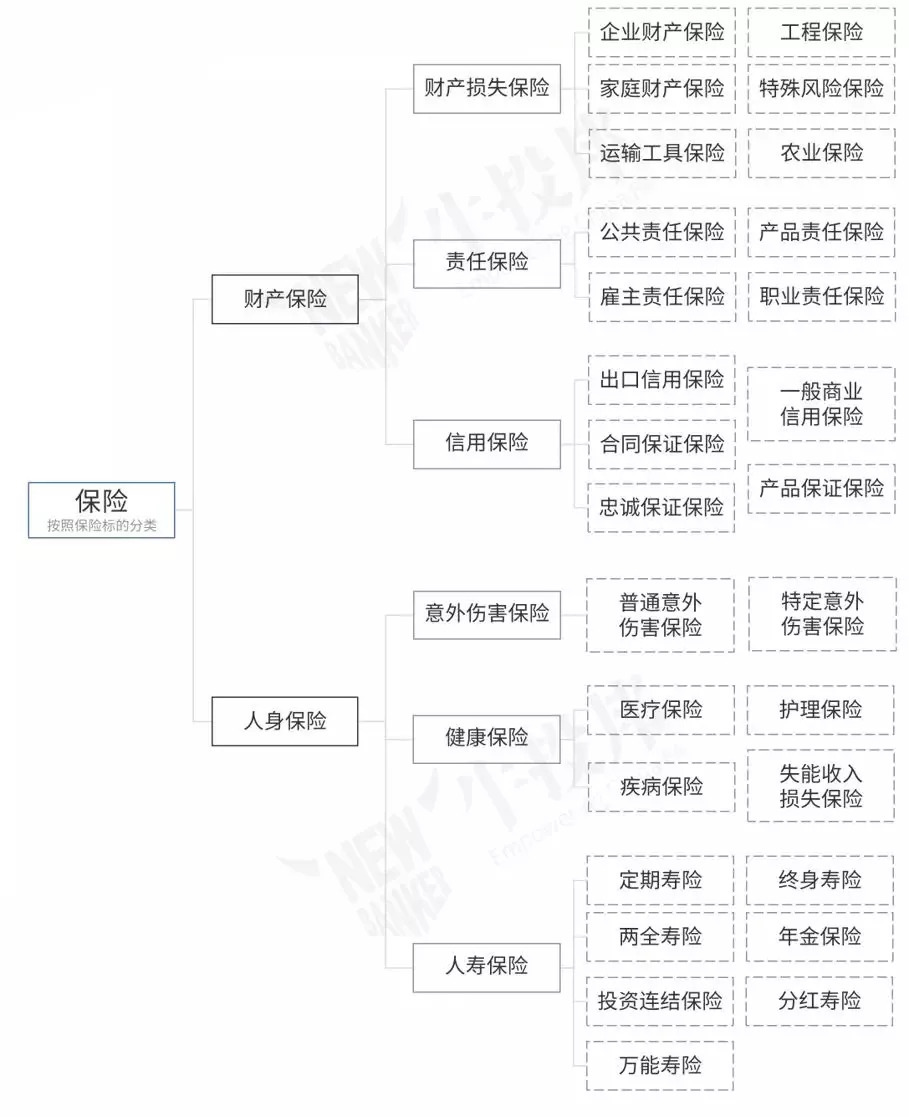 保险
按照保险标的分类
财产保险
财产损失保险
企业财产保险
工程保险
家庭财产保险
特殊风险保险
运输工具保险
农业保险
责任保险
公共责任保险
产品责任保险
雇主责任保险
职业责任保险
信用保险
出口信用保险
一般商业
信用保险
合同保证保险
忠诚保证保险
产品保证保险
人身保险
意外伤害保险
普通意外
伤害保险
特定意外
伤害保险
健康保险
医疗保险
护理保险
疾病保险
失能收入
损失保险
人寿保险
定期寿险
终身寿险
两全寿险
年金保险
投资连结保险
分红寿险
万能寿险
牛投邦
NEW
BANKER
牛投邦
NEW
BANKER